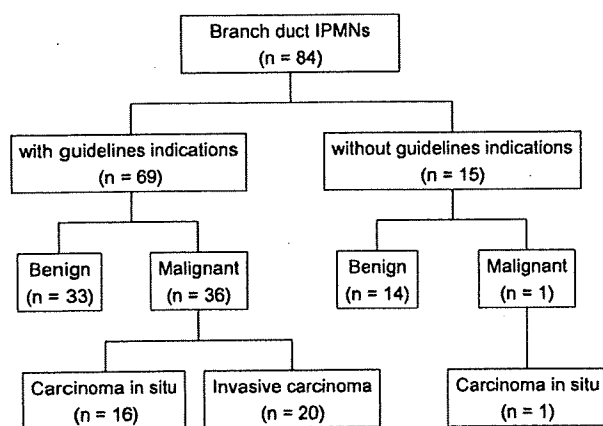 Branch duct IPMNs
(n = 84)
with guidelines indications
(n = 69)
without guidelines indications
(n = 15)
Benign
(n = 33)
Malignant
(n = 36)
Benign
(n = 14)
Malignant
(n = 1)
Carcinoma in situ
(n = 16)
Invasive carcinoma
(n = 20)
Carcinoma in situ
(n = 1)